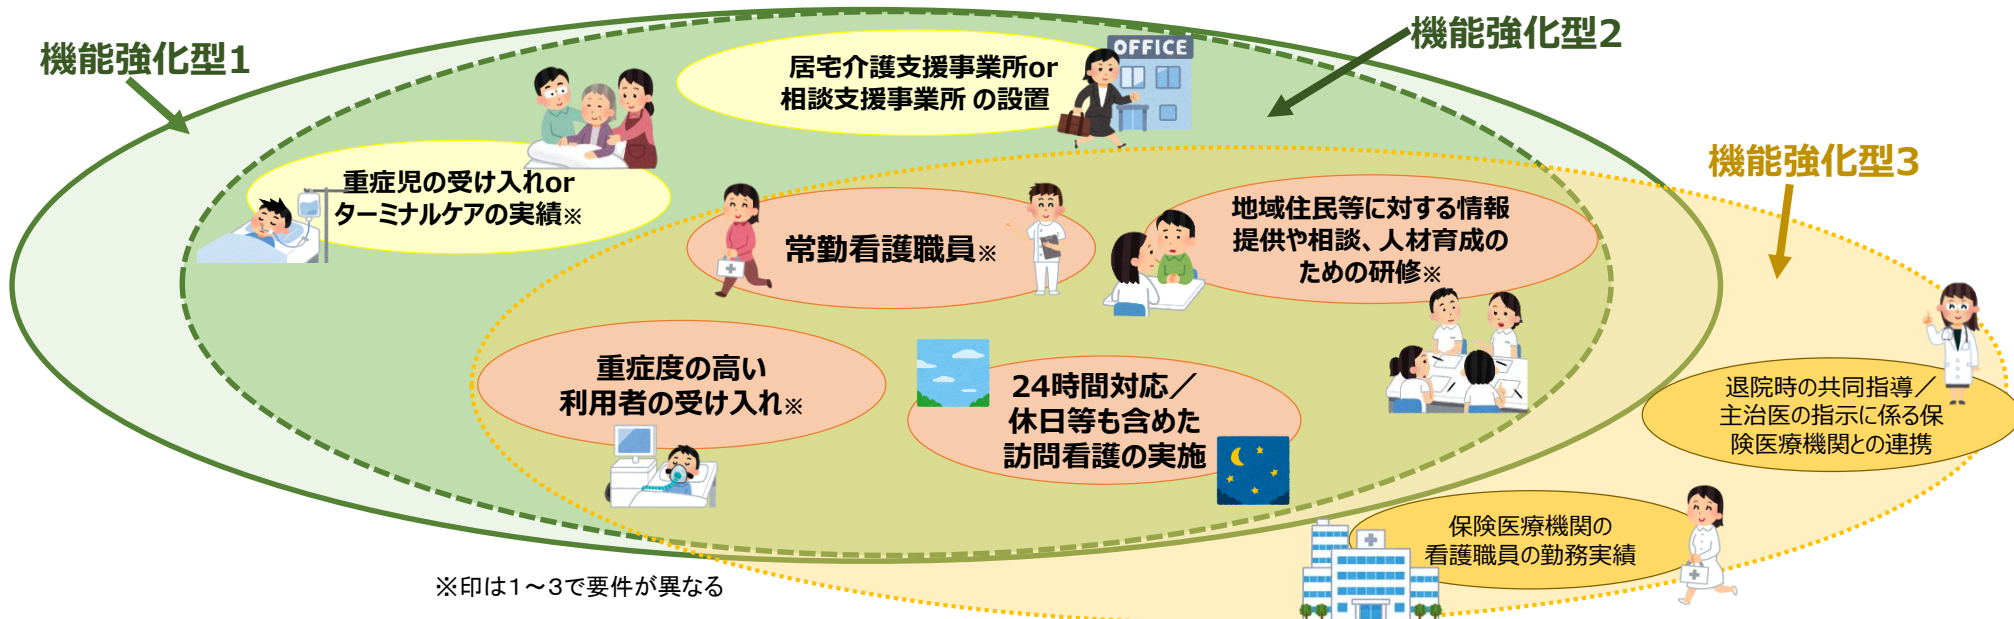 機能強化型1
機能強化型2
居宅介護支援事業所or
相談支援事業所 の設置
OFFICE
機能強化型3
重症児の受け入れor
ターミナルケアの実績※
常勤看護職員※
地域住民等に対する情報
提供や相談、人材育成の
ための研修※
重症度の高い
利用者の受け入れ※
24時間対応／
休日等も含めた
訪問看護の実施
退院時の共同指導／
主治医の指示に係る保
険医療機関との連携
保険医療機関の
看護職員の勤務実績
※印は１～３で要件が異なる